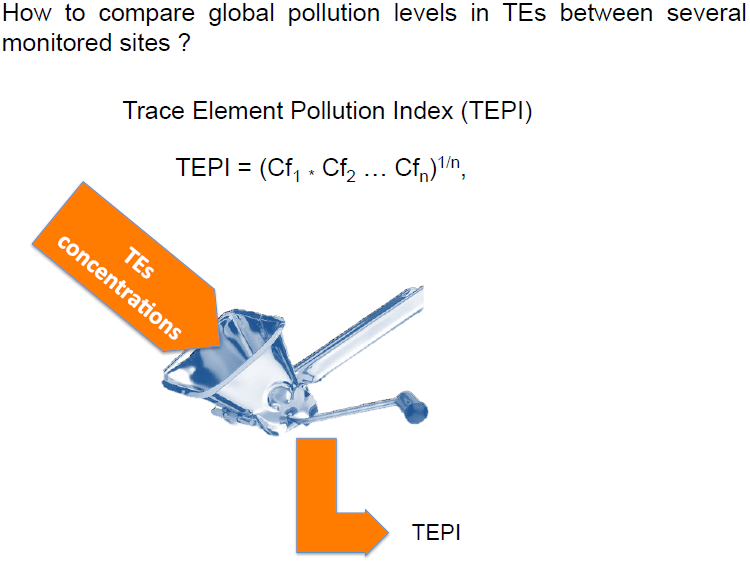 How to compare global pollution levels in TEs between several
monitored sites ?
Trace Element Pollution Index (TEPI)
TEPI = (Cf₁ * Cf₂ … Cfₙ)¹/ⁿ,
TEs
concentrations
TEPI